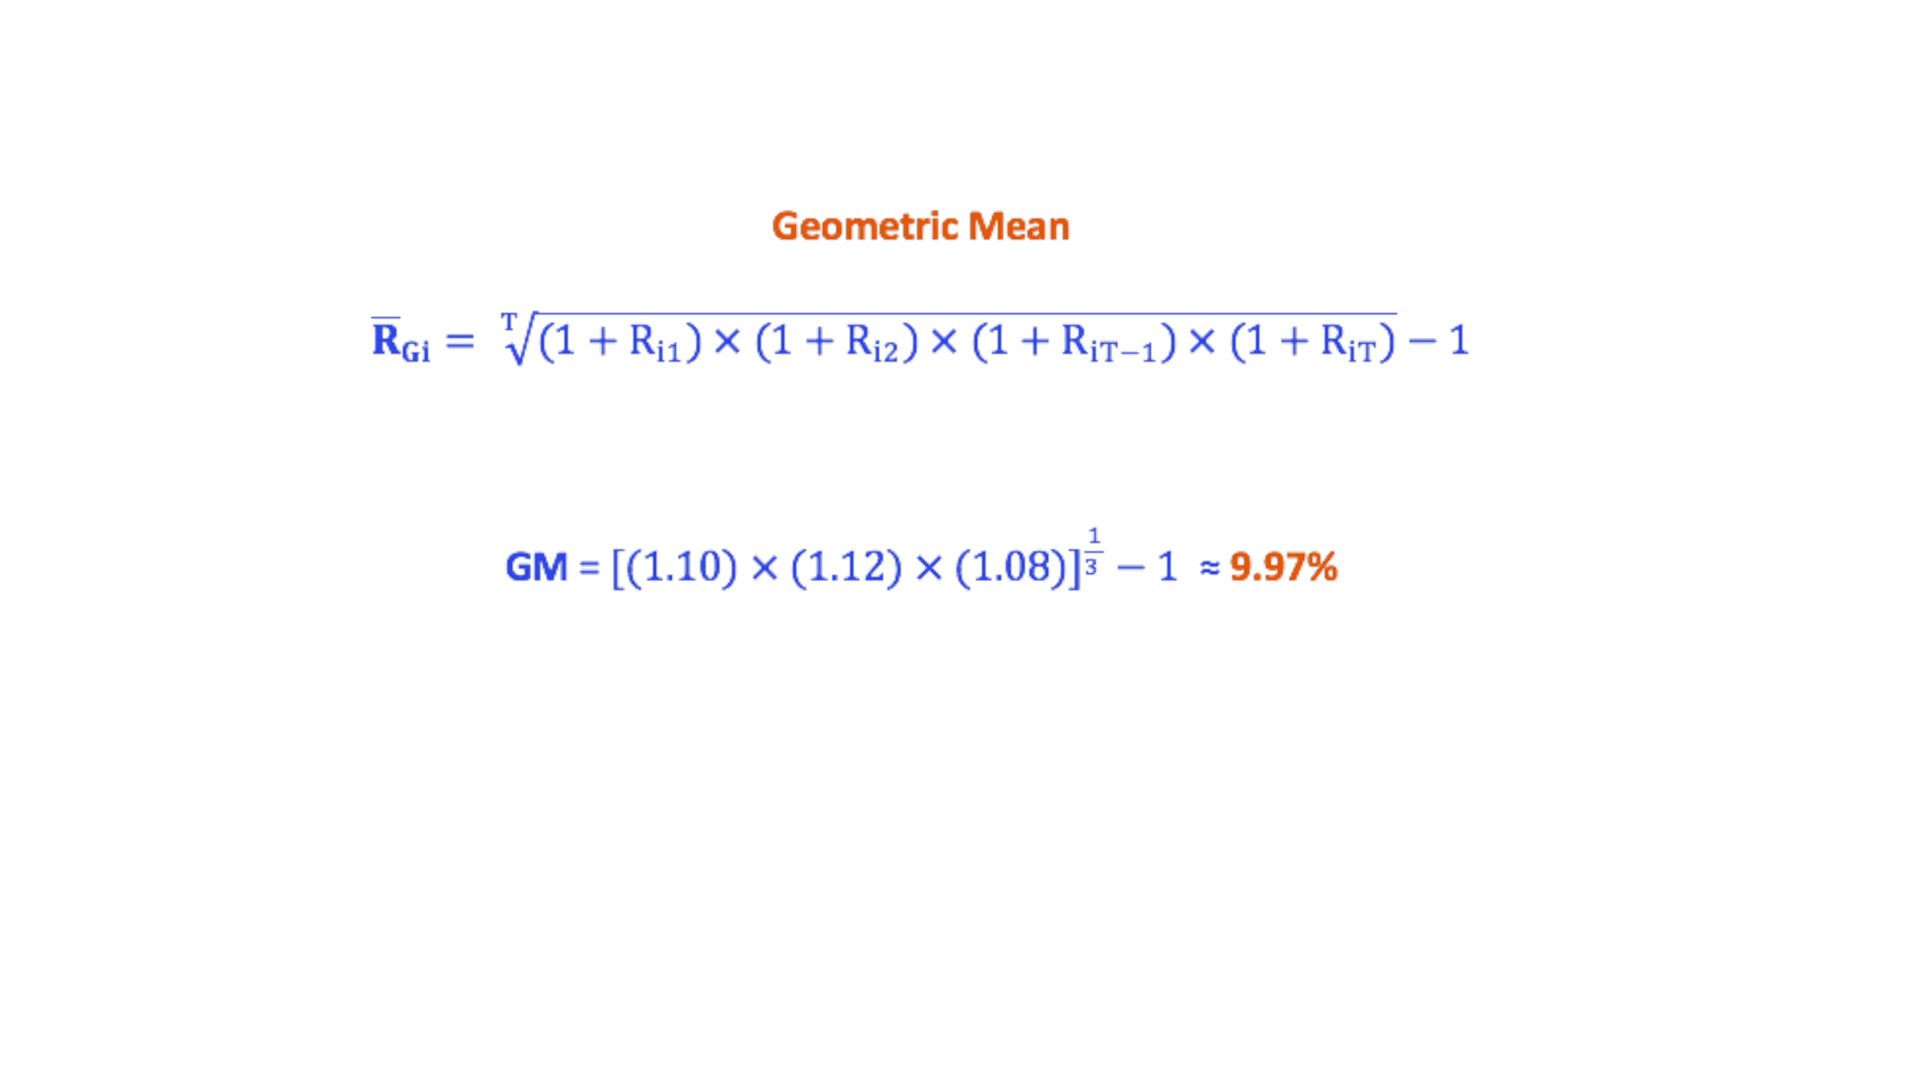 Geometric Mean
R̅Gi = T√(1 + Ri1) × (1 + Ri2) × (1 + RiT−1) × (1 + RiT) − 1
GM = [(1.10) × (1.12) × (1.08)]^1/3 − 1 ≈ 9.97%